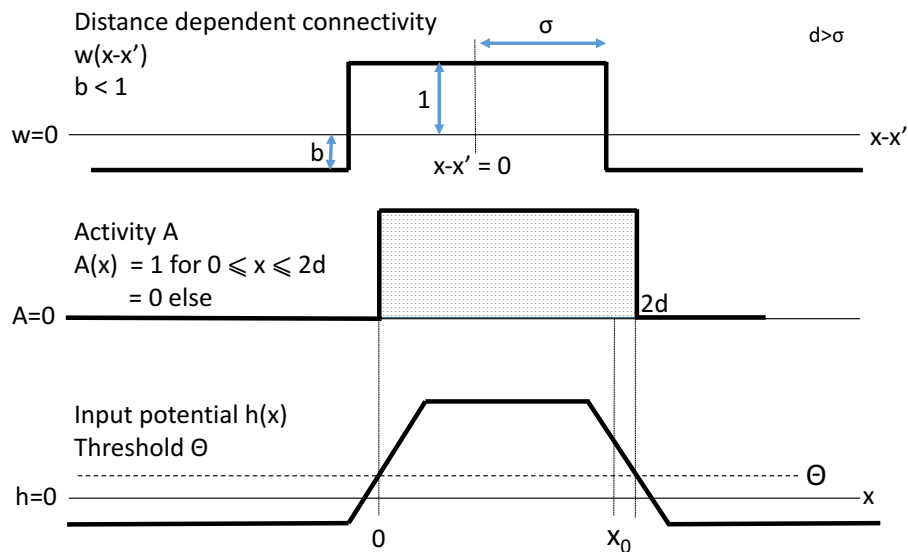 Distance dependent connectivity
w(x-x’)
b < 1
σ
d>σ
1
w=0
x-x’
b
x-x’ = 0
Activity A
A(x) = 1 for 0 ⩽ x ⩽ 2d
= 0 else
A=0
2d
Input potential h(x)
Threshold Θ
Θ
h=0
x
0
x₀